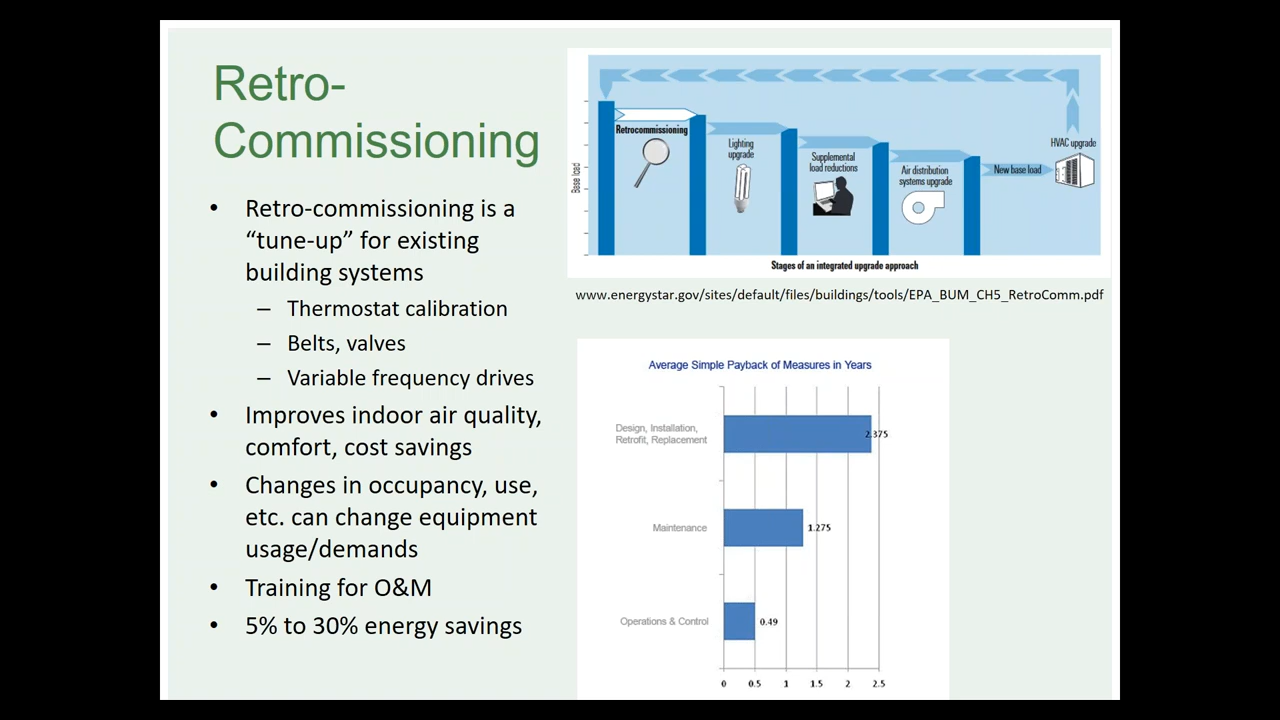 Retro-
Commissioning
• Retro-commissioning is a
“tune-up” for existing
building systems
– Thermostat calibration
– Belts, valves
– Variable frequency drives
• Improves indoor air quality,
comfort, cost savings
• Changes in occupancy, use,
etc. can change equipment
usage/demands
• Training for O&M
• 5% to 30% energy savings
Base load
Retrocommissioning
Lighting
upgrade
Supplemental
load reductions
Air distribution
systems upgrade
New base load
HVAC upgrade
Stages of an integrated upgrade approach
www.energystar.gov/sites/default/files/buildings/tools/EPA_BUM_CH5_RetroComm.pdf
Average Simple Payback of Measures in Years
Design, Installation,
Retrofit, Replacement
2.375
Maintenance
1.275
Operations & Control
0.49
0 0.5 1 1.5 2 2.5